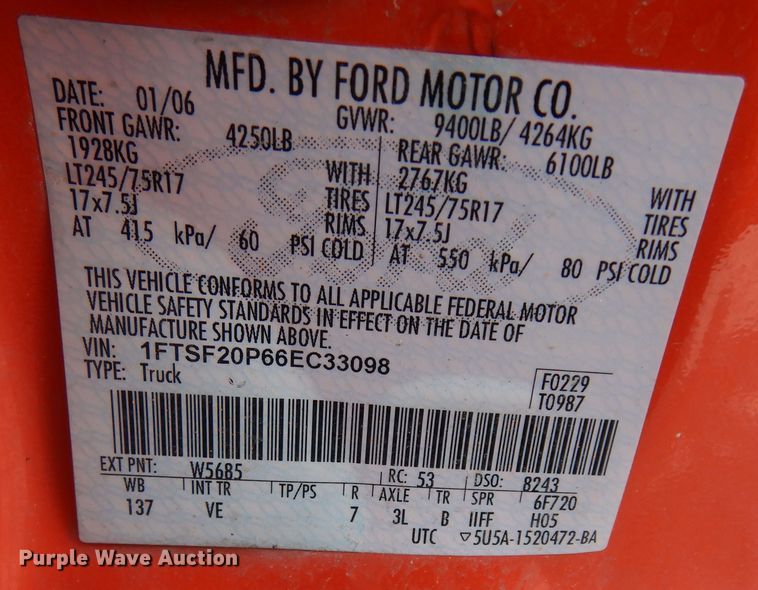 MFD. BY FORD MOTOR CO.
DATE: 01/06 GVWR: 9400LB/ 4264KG
FRONT GAWR: 4250LB REAR GAWR: 6100LB
1928KG WITH 2767KG WITH
LT245/75R17 TIRES LT245/75R17 TIRES
17x7.5J RIMS 17x7.5J RIMS
AT 415 kPa/ 60 PSI COLD AT 550 kPa/ 80 PSI COLD
Ford
THIS VEHICLE CONFORMS TO ALL APPLICABLE FEDERAL MOTOR
VEHICLE SAFETY STANDARDS IN EFFECT ON THE DATE OF
MANUFACTURE SHOWN ABOVE.
VIN: 1FTSF20P66EC33098
TYPE: Truck
F0229
T0987
EXT PNT: W5685 RC: 53 DSO: 8243
WB INT TR TP/PS R AXLE TR SPR 6F720
137 VE 7 3L B IIFF H05
UTC ▽5U5A-1520472-BA
Purple Wave Auction